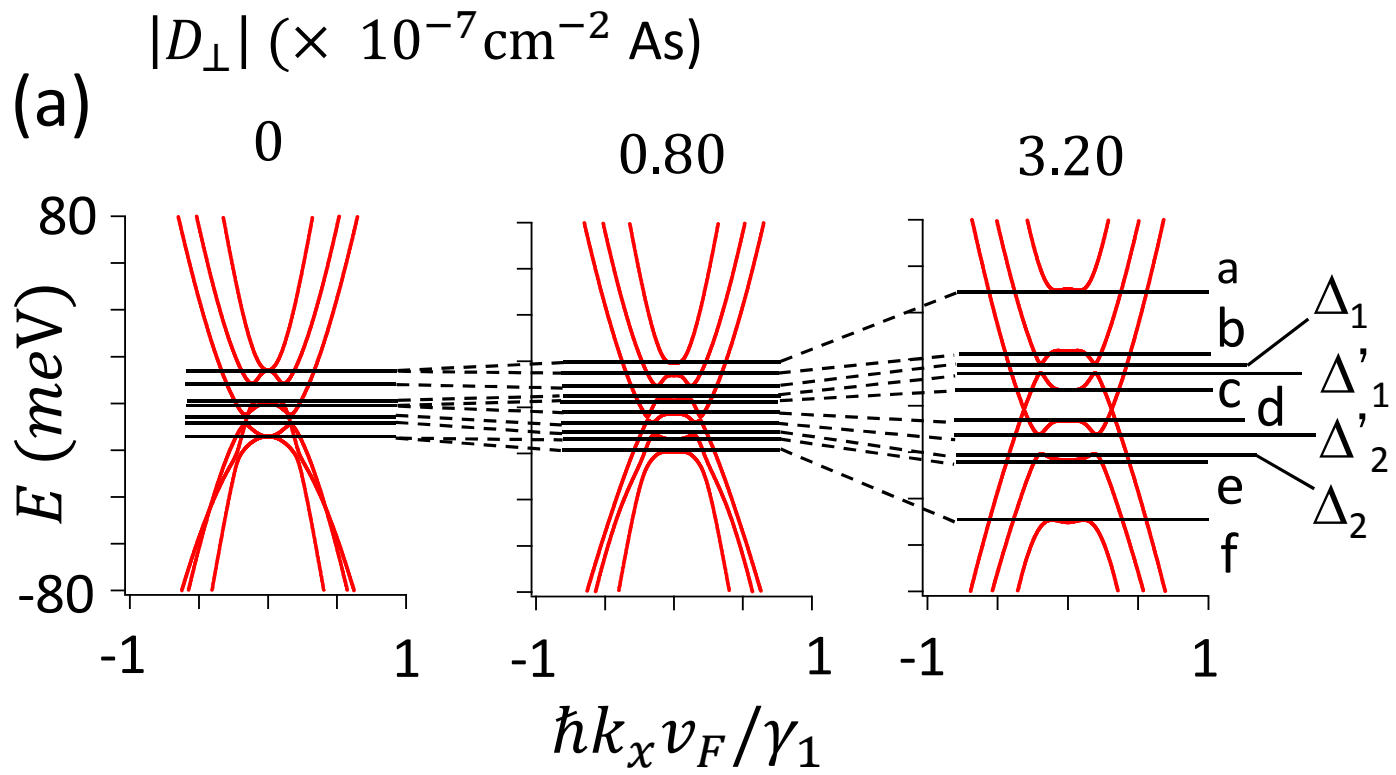 |D⊥| (× 10⁻⁷cm⁻² As)
(a)
0
0.80
3.20
80
-80
E (meV)
a
b
c
d
e
f
Δ₁
Δ'₁
Δ'₂
Δ₂
-1
1
-1
1
-1
1
ħkₓv_F/γ₁